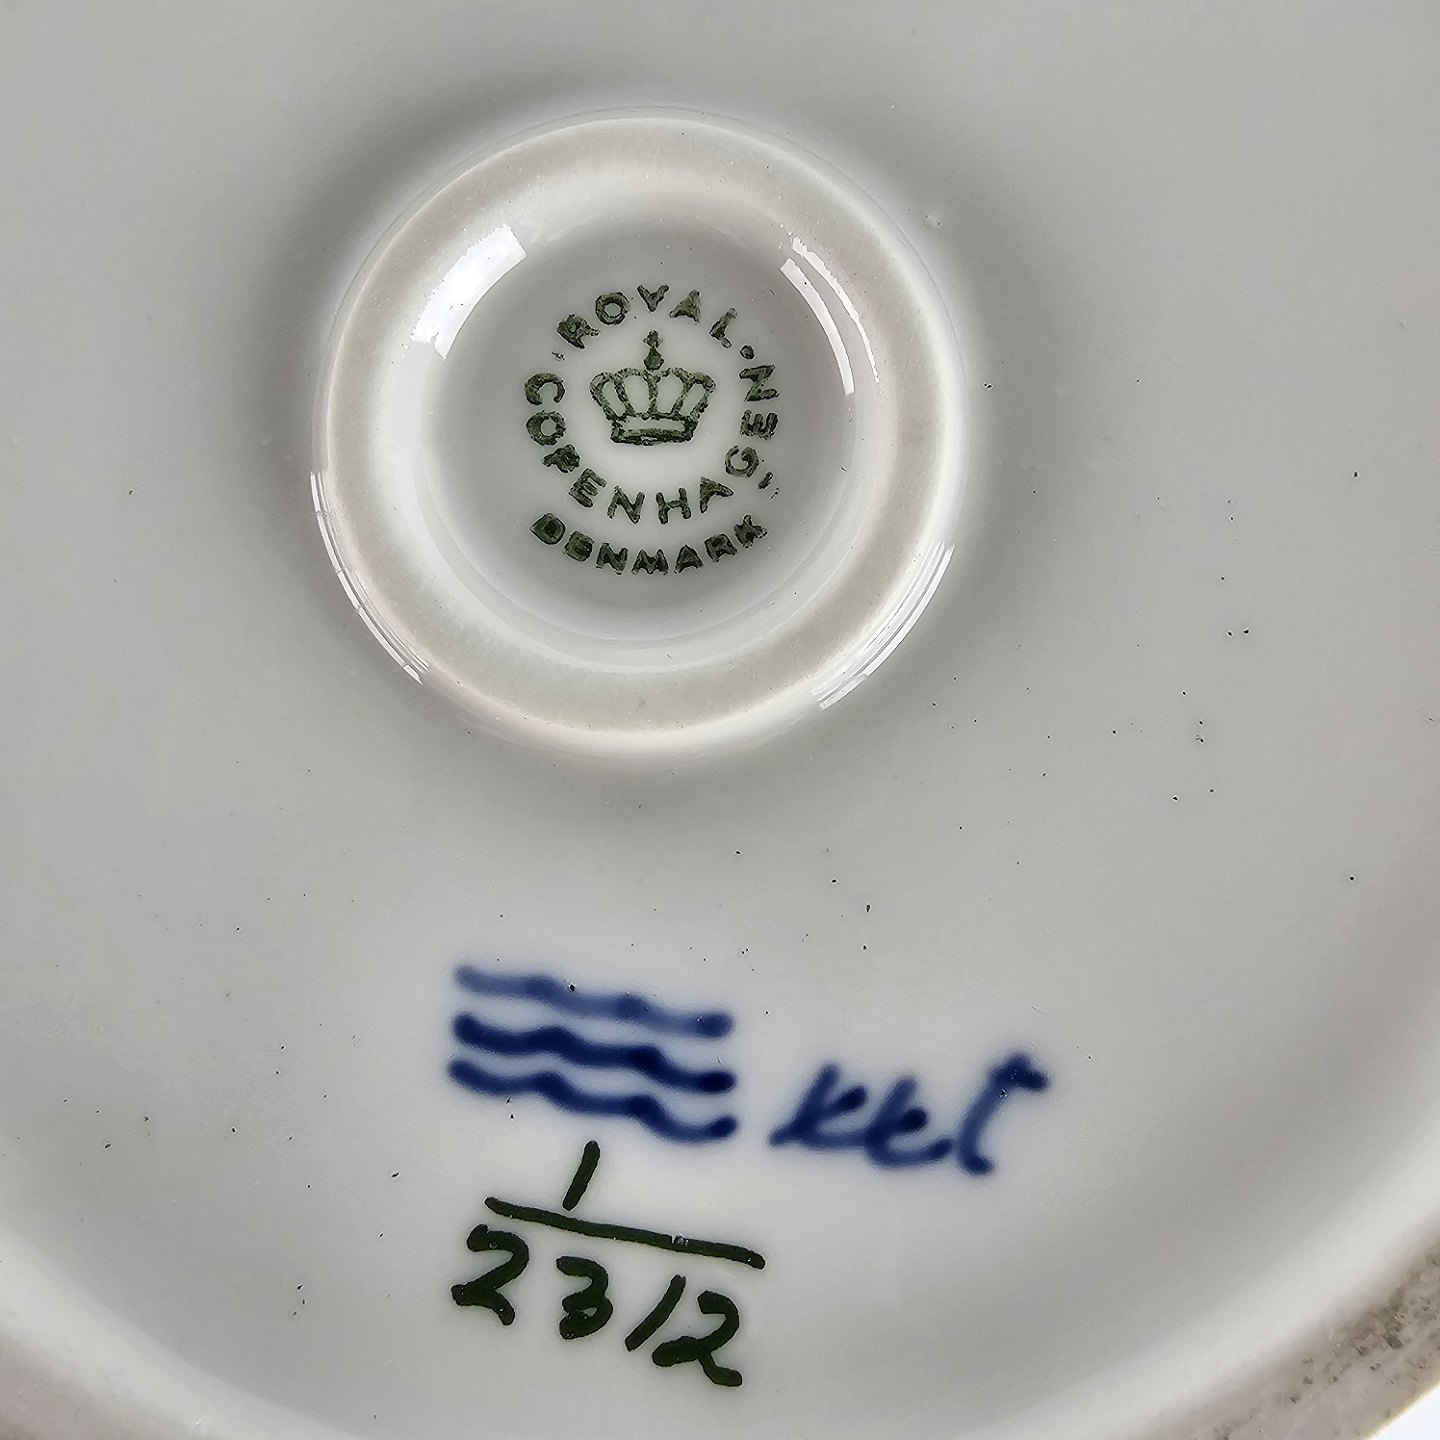 ROYAL.
COPENHAGEN
DENMARK
1
2312